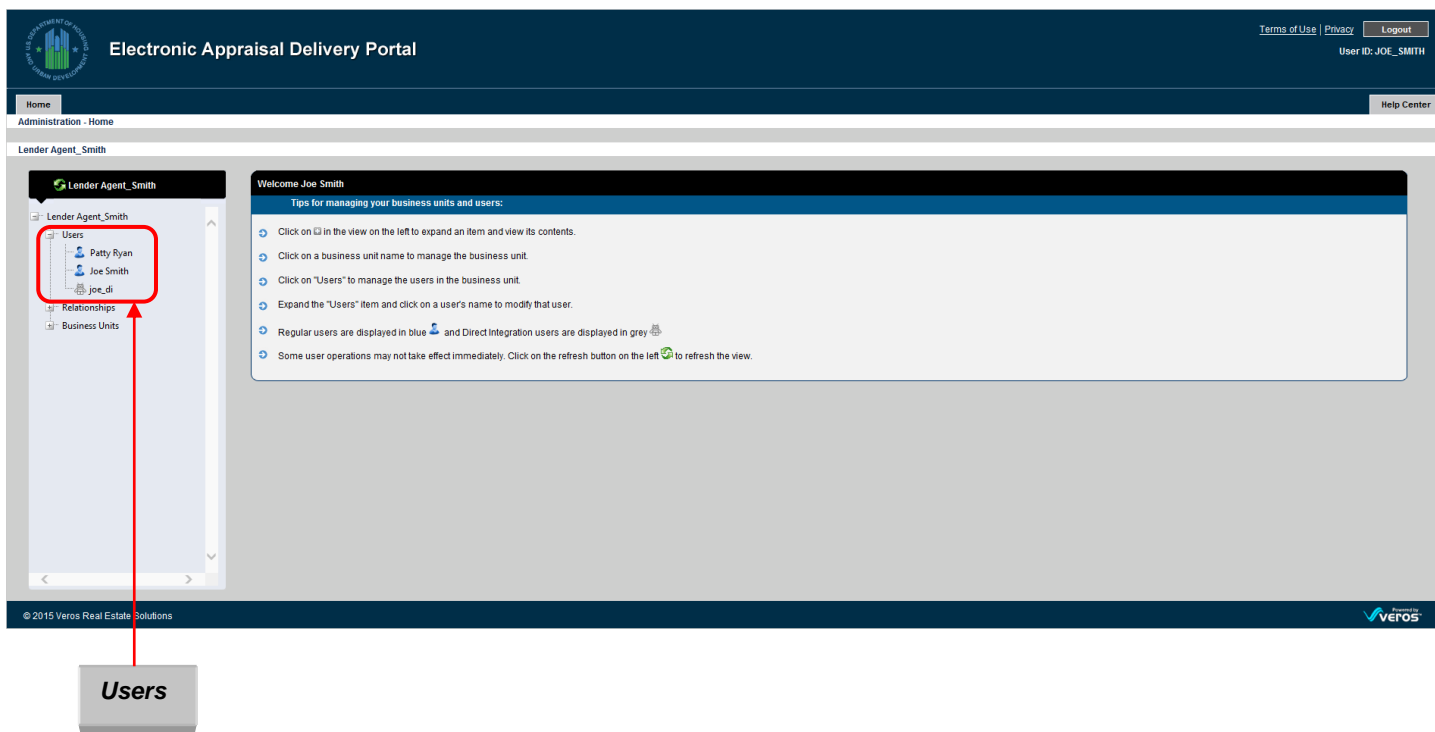 U.S. DEPARTMENT OF HOUSING AND URBAN DEVELOPMENT
Electronic Appraisal Delivery Portal
Terms of Use | Privacy
Logout
User ID: JOE_SMITH
Home
Help Center
Administration - Home
Lender Agent_Smith
Lender Agent_Smith
Lender Agent_Smith
Users
Patty Ryan
Joe Smith
joe_di
Relationships
Business Units
Welcome Joe Smith
Tips for managing your business units and users:
Click on in the view on the left to expand an item and view its contents.
Click on a business unit name to manage the business unit.
Click on "Users" to manage the users in the business unit.
Expand the "Users" item and click on a user's name to modify that user.
Regular users are displayed in blue and Direct Integration users are displayed in grey
Some user operations may not take effect immediately. Click on the refresh button on the left to refresh the view.
© 2015 Veros Real Estate Solutions
Powered by
veros
Users